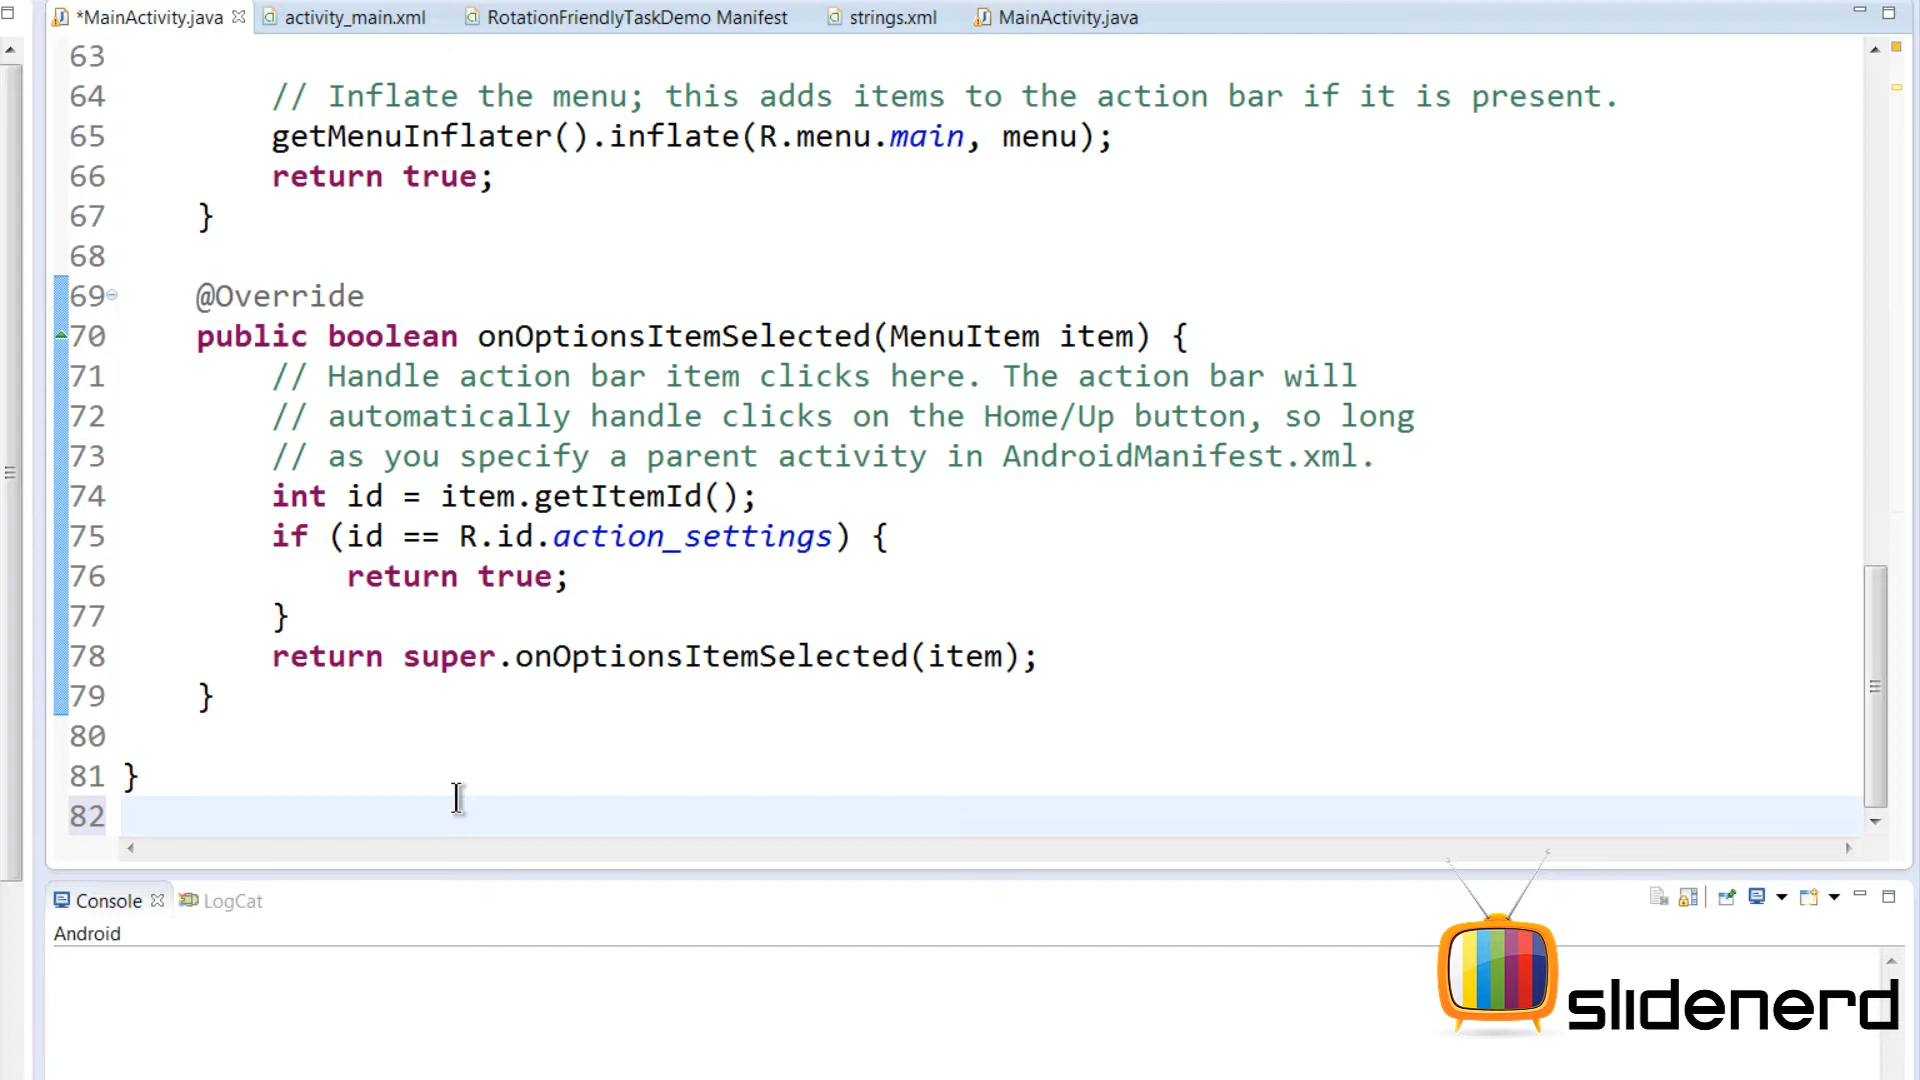 *MainActivity.java
activity_main.xml
RotationFriendlyTaskDemo Manifest
strings.xml
MainActivity.java
63
64 // Inflate the menu; this adds items to the action bar if it is present.
65 getMenuInflater().inflate(R.menu.main, menu);
66 return true;
67 }
68
69 @Override
70 public boolean onOptionsItemSelected(MenuItem item) {
71 // Handle action bar item clicks here. The action bar will
72 // automatically handle clicks on the Home/Up button, so long
73 // as you specify a parent activity in AndroidManifest.xml.
74 int id = item.getItemId();
75 if (id == R.id.action_settings) {
76 return true;
77 }
78 return super.onOptionsItemSelected(item);
79 }
80
81 }
82
Console
LogCat
Android
slidenerd